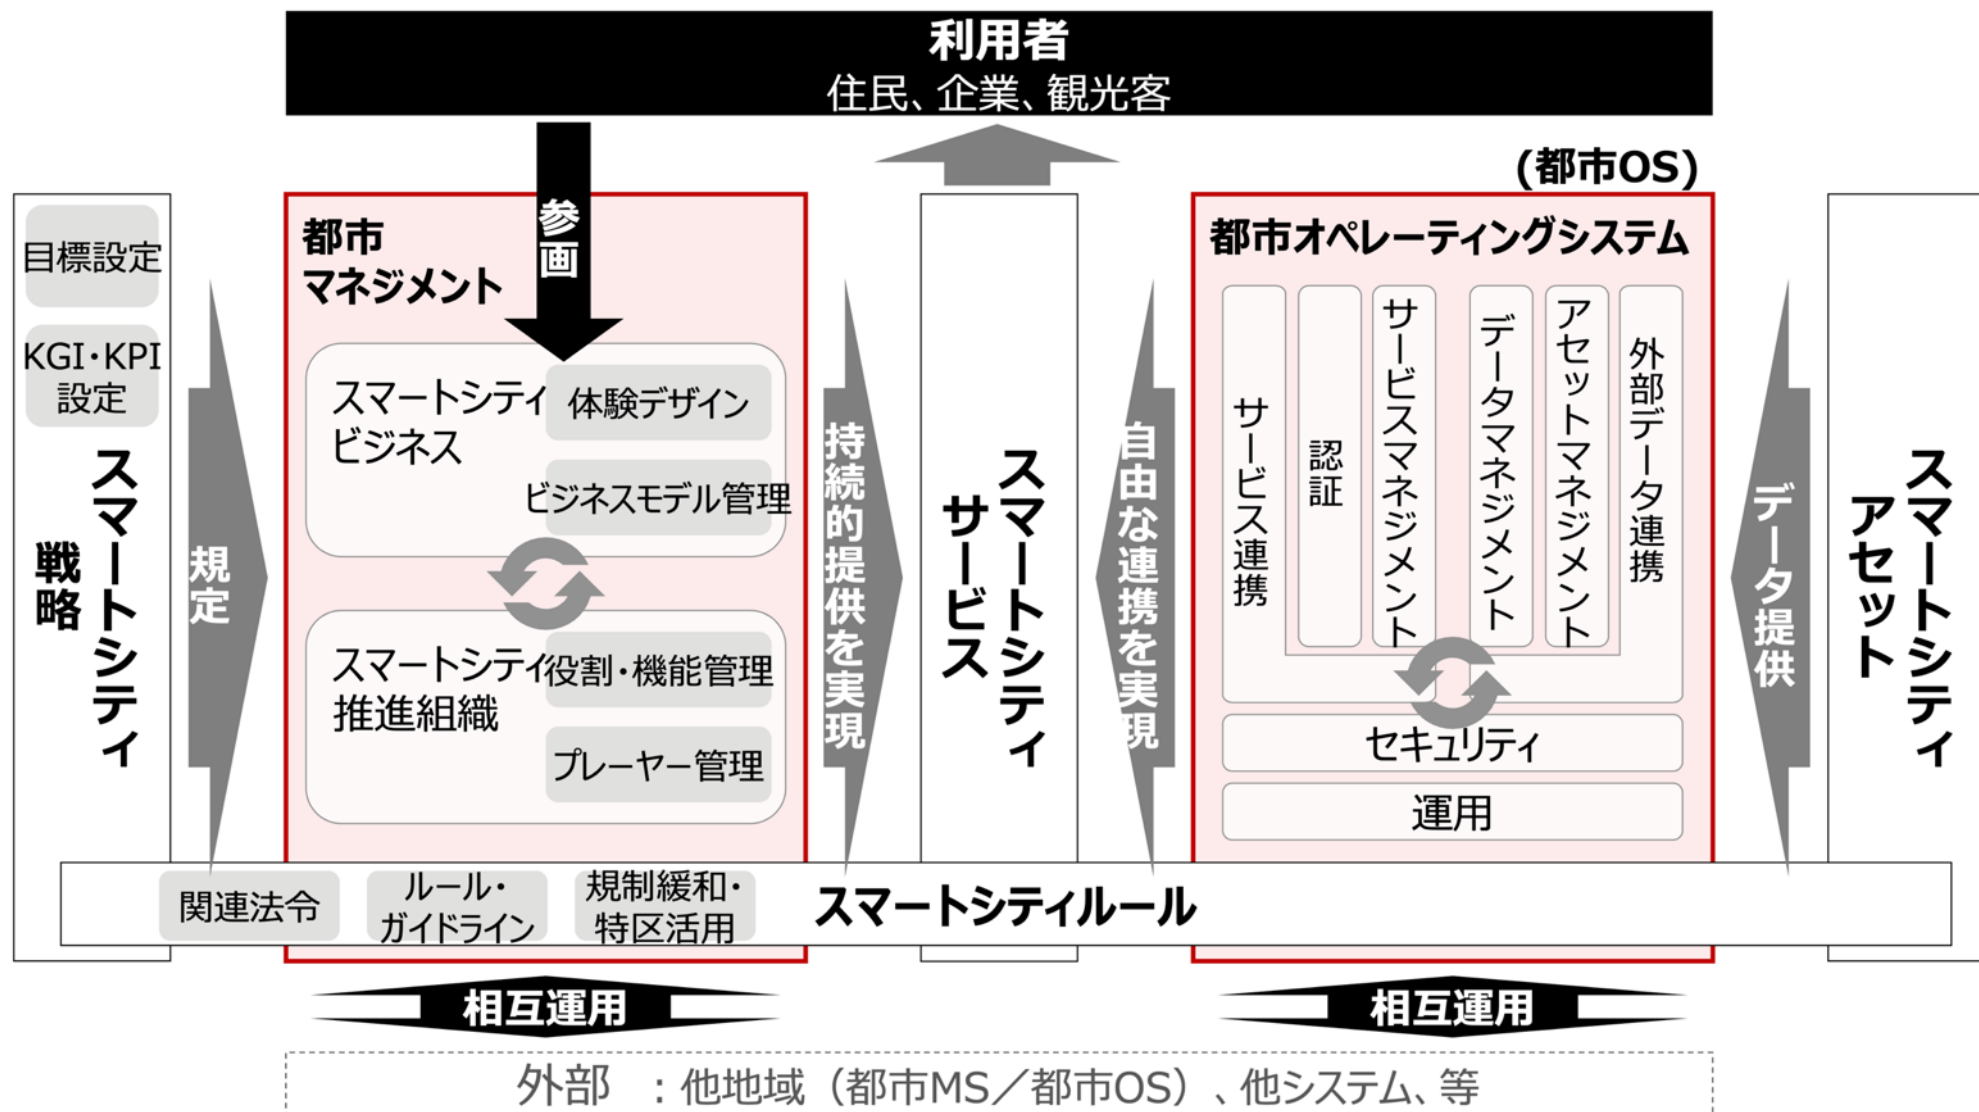 利用者
住民、企業、観光客
参画
(都市OS)
目標設定
KGI・KPI
設定
スマートシティ
戦略
規定
都市
マネジメント
スマートシティ
ビジネス
体験デザイン
ビジネスモデル管理
スマートシティ
推進組織
役割・機能管理
プレーヤー管理
持続的提供を実現
スマートシティ
サービス
自由な連携を実現
都市オペレーティングシステム
サービス連携
認証
サービスマネジメント
データマネジメント
アセットマネジメント
外部データ連携
セキュリティ
運用
データ提供
スマートシティ
アセット
関連法令
ルール・
ガイドライン
規制緩和・
特区活用
スマートシティルール
相互運用
相互運用
外部　：他地域（都市MS／都市OS）、他システム、等